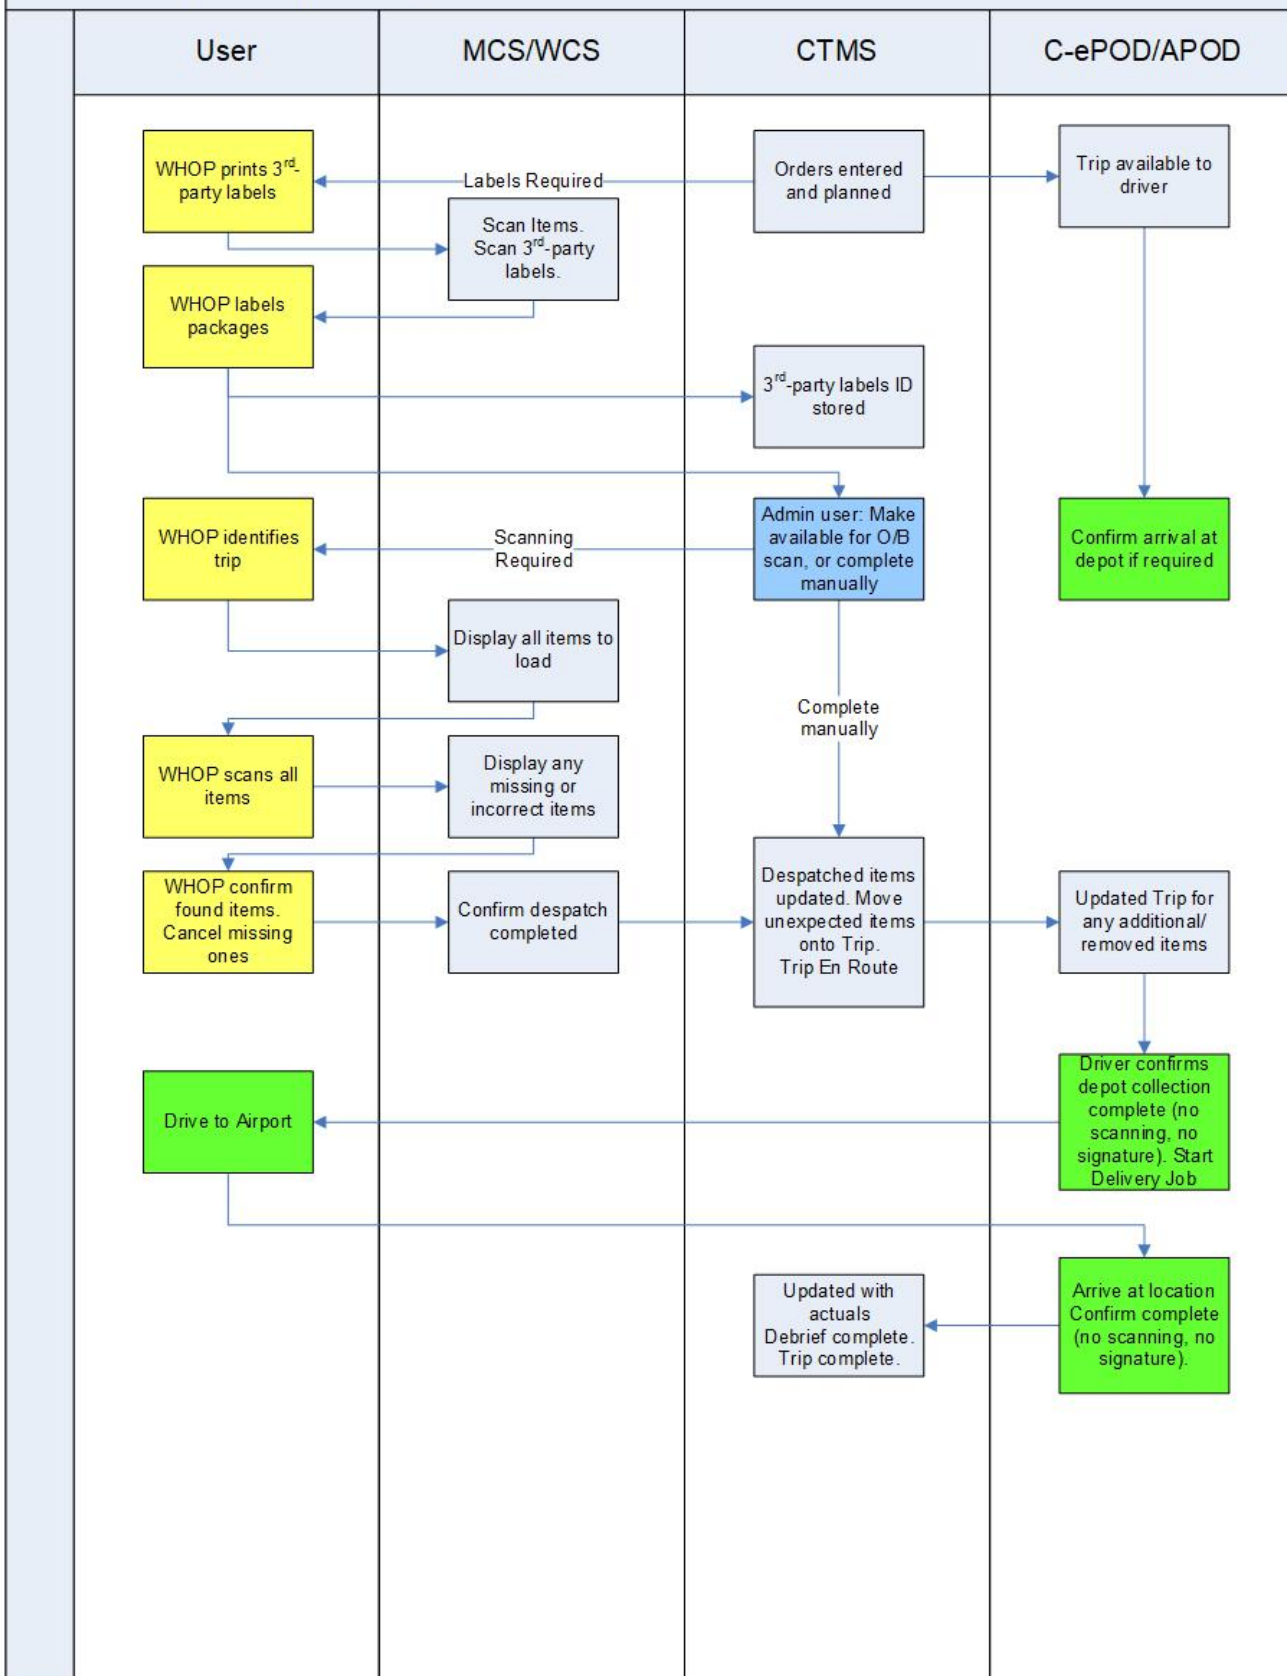 User
MCS/WCS
CTMS
C-ePOD/APOD
WHOP prints 3rd-
party labels
Labels Required
Orders entered
and planned
Trip available to
driver
Scan Items.
Scan 3rd-party
labels.
WHOP labels
packages
3rd-party labels ID
stored
WHOP identifies
trip
Scanning
Required
Admin user: Make
available for O/B
scan, or complete
manually
Confirm arrival at
depot if required
Display all items to
load
Complete
manually
WHOP scans all
items
Display any
missing or
incorrect items
WHOP confirm
found items.
Cancel missing
ones
Confirm despatch
completed
Despatched items
updated. Move
unexpected items
onto Trip.
Trip En Route
Updated Trip for
any additional/
removed items
Driver confirms
depot collection
complete (no
scanning, no
signature). Start
Delivery Job
Drive to Airport
Updated with
actuals
Debrief complete.
Trip complete.
Arrive at location
Confirm complete
(no scanning, no
signature).